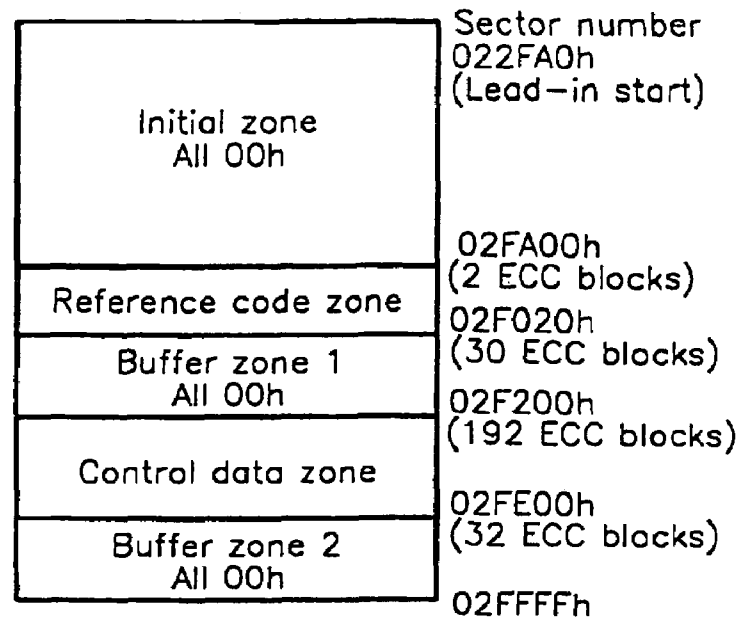 Sector number
022FA0h
(Lead-in start)
Initial zone
All 00h
02FA00h
(2 ECC blocks)
Reference code zone
02F020h
(30 ECC blocks)
Buffer zone 1
All 00h
02F200h
(192 ECC blocks)
Control data zone
02FE00h
(32 ECC blocks)
Buffer zone 2
All 00h
02FFFFh